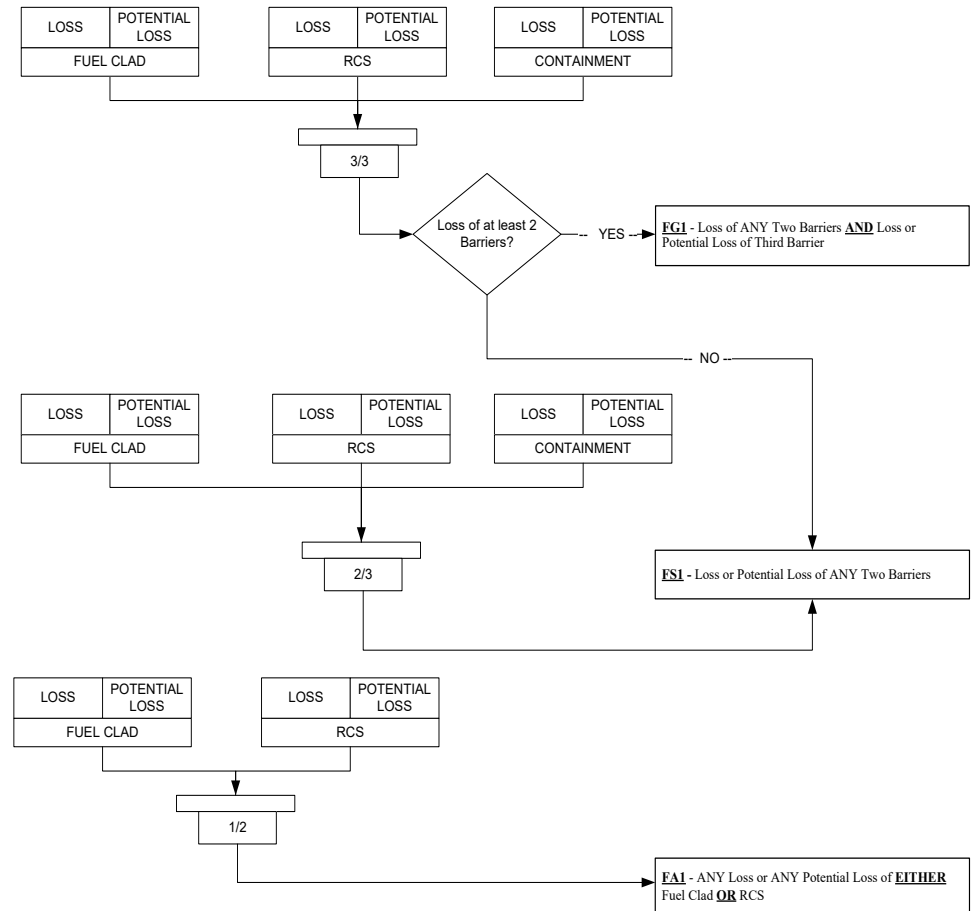 LOSS
POTENTIAL
LOSS
FUEL CLAD
LOSS
POTENTIAL
LOSS
RCS
LOSS
POTENTIAL
LOSS
CONTAINMENT
3/3
Loss of at least 2
Barriers?
-- YES --
FG1 - Loss of ANY Two Barriers AND Loss or
Potential Loss of Third Barrier
-- NO --
LOSS
POTENTIAL
LOSS
FUEL CLAD
LOSS
POTENTIAL
LOSS
RCS
LOSS
POTENTIAL
LOSS
CONTAINMENT
2/3
FS1 - Loss or Potential Loss of ANY Two Barriers
LOSS
POTENTIAL
LOSS
FUEL CLAD
LOSS
POTENTIAL
LOSS
RCS
1/2
FA1 - ANY Loss or ANY Potential Loss of EITHER
Fuel Clad OR RCS